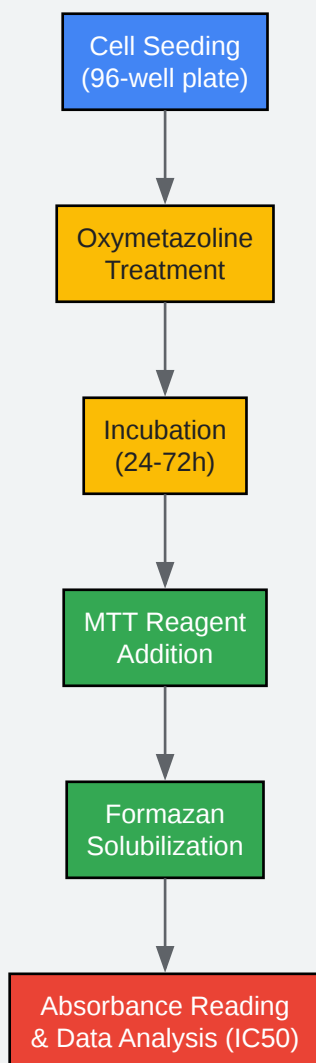 Cell Seeding
(96-well plate)
Oxymetazoline
Treatment
Incubation
(24-72h)
MTT Reagent
Addition
Formazan
Solubilization
Absorbance Reading
& Data Analysis (IC50)